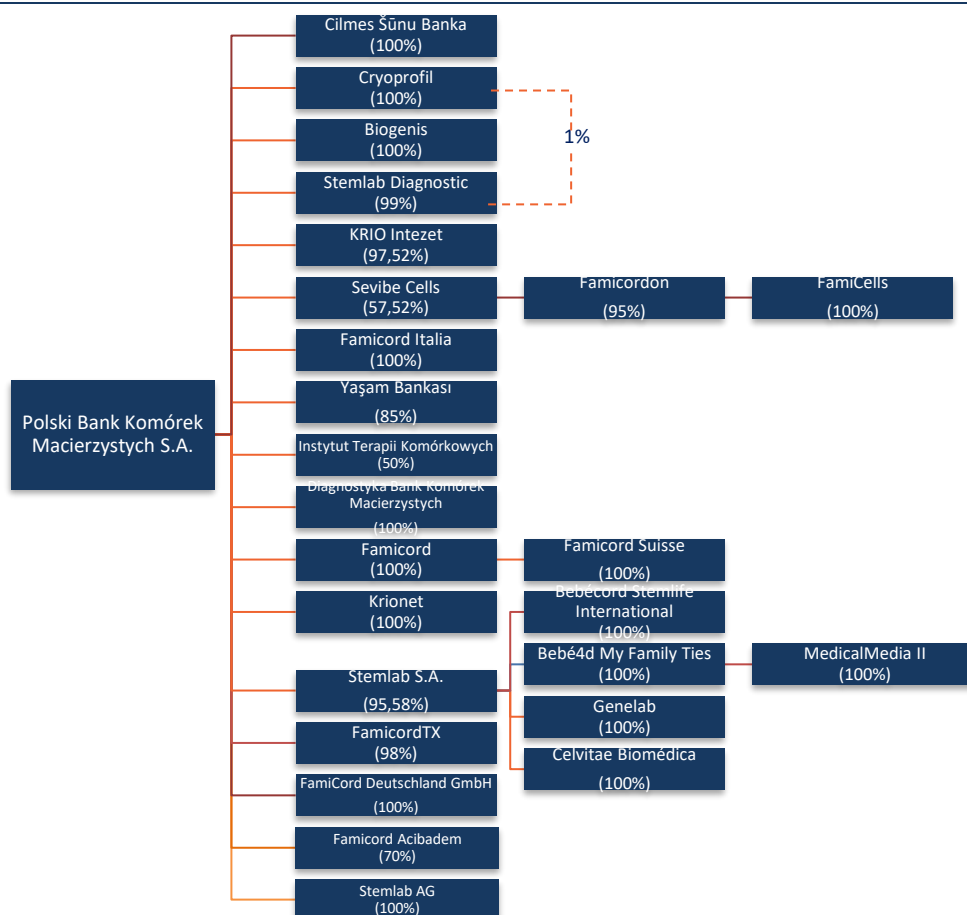 Cilmes Šūnu Banka
(100%)
Cryoprofil
(100%)
1%
Biogenis
(100%)
Stemlab Diagnostic
(99%)
KRIO Intezet
(97,52%)
Sevibe Cells
(57,52%)
Famicordon
(95%)
FamiCells
(100%)
Famicord Italia
(100%)
Polski Bank Komórek
Macierzystych S.A.
Yaşam Bankası
(85%)
Instytut Terapii Komórkowych
(50%)
Diagnostyka Bank Komórek
Macierzystych
(100%)
Famicord
(100%)
Famicord Suisse
(100%)
Krionet
(100%)
Bebécord Stemlife
International
(100%)
Stemlab S.A.
(95,58%)
Bebé4d My Family Ties
(100%)
MedicalMedia II
(100%)
Genelab
(100%)
Celvitae Biomédica
(100%)
FamicordTX
(98%)
FamiCord Deutschland GmbH
(100%)
Famicord Acibadem
(70%)
Stemlab AG
(100%)